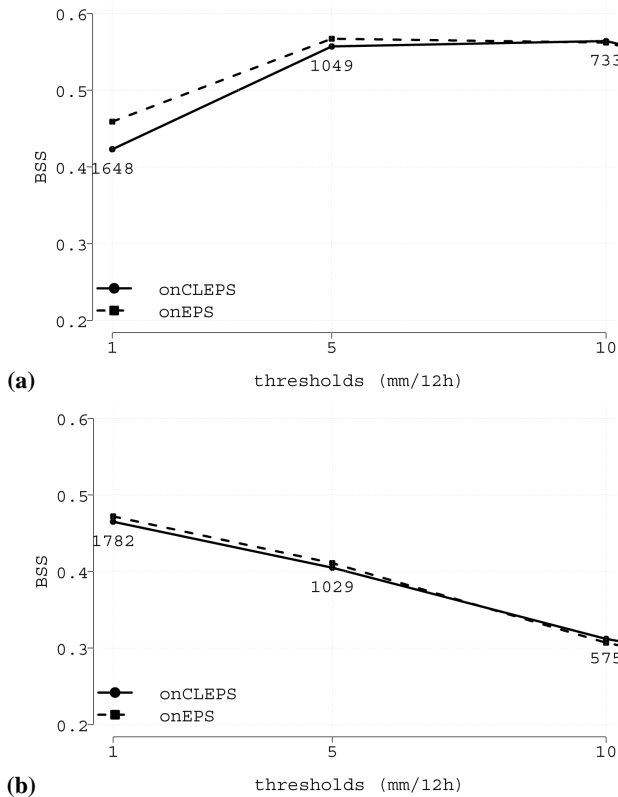 0.6
0.5
0.4
0.3
0.2
BSS
1648
1049
733
onCLEPS
onEPS
1 5 10
thresholds (mm/12h)
(a)
0.6
0.5
0.4
0.3
0.2
BSS
1782
1029
575
onCLEPS
onEPS
1 5 10
thresholds (mm/12h)
(b)